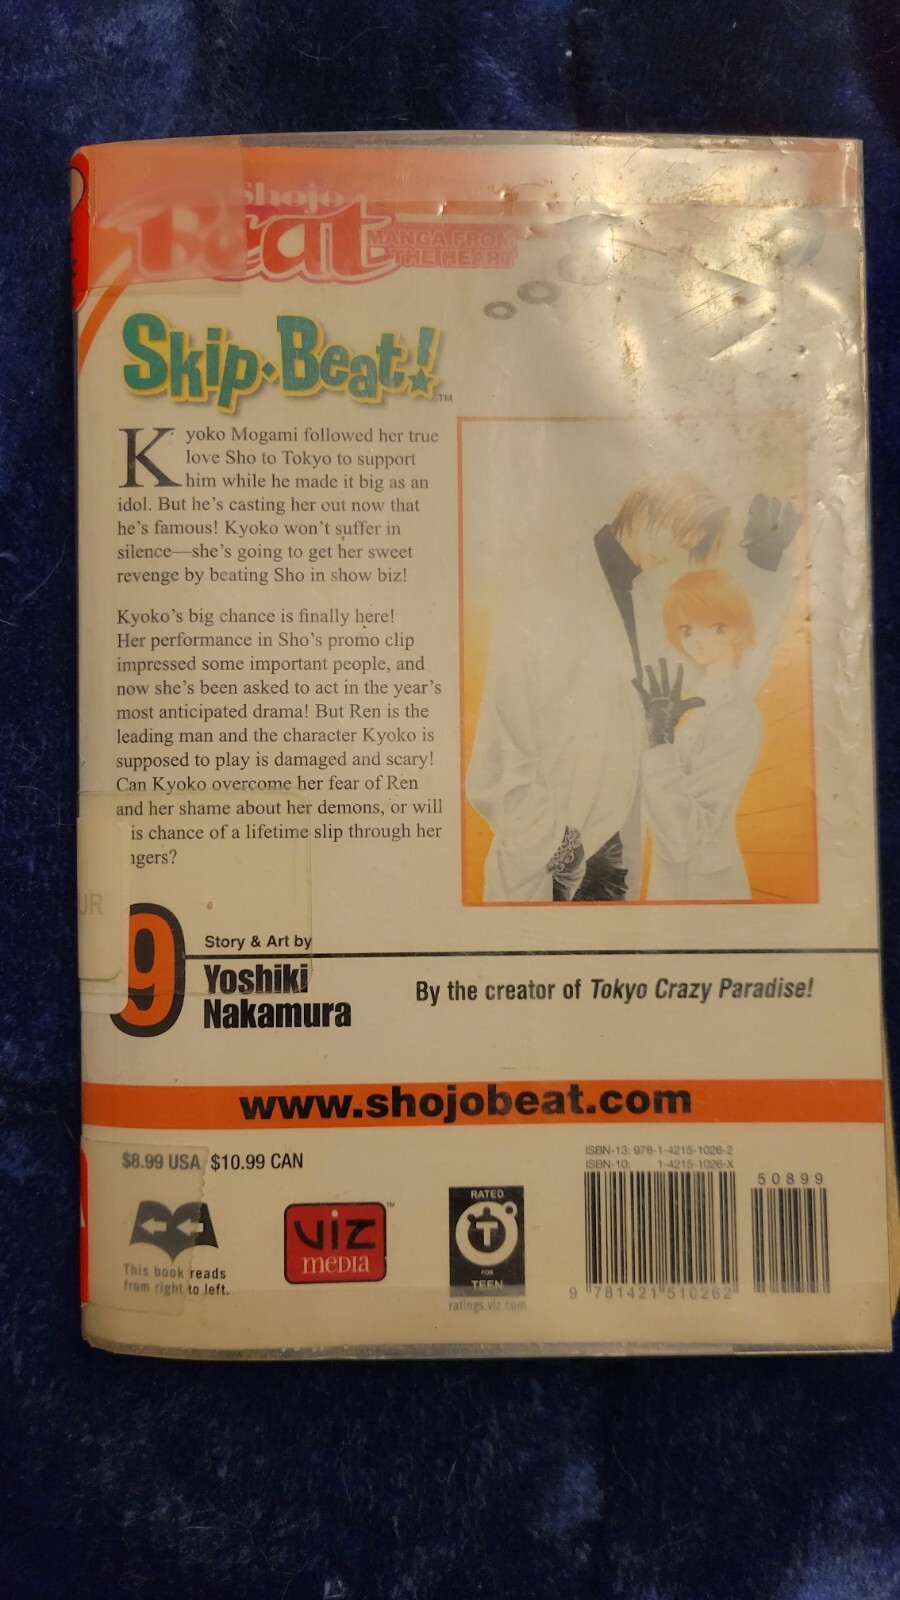 Shojo
Beat
MANGA FROM
THE HEART
Skip·Beat!™
Kyoko Mogami followed her true
love Sho to Tokyo to support
him while he made it big as an
idol. But he's casting her out now that
he's famous! Kyoko won't suffer in
silence—she's going to get her sweet
revenge by beating Sho in show biz!
Kyoko's big chance is finally here!
Her performance in Sho's promo clip
impressed some important people, and
now she's been asked to act in the year's
most anticipated drama! But Ren is the
leading man and the character Kyoko is
supposed to play is damaged and scary!
Can Kyoko overcome her fear of Ren
and her shame about her demons, or will
is chance of a lifetime slip through her
ngers?
UR
9
Story & Art by
Yoshiki
Nakamura
By the creator of Tokyo Crazy Paradise!
www.shojobeat.com
$8.99 USA $10.99 CAN
This book reads
from right to left.
VIZ
media
™
RATED
T
FOR
TEEN
ratings.viz.com
ISBN-13: 978-1-4215-1026-2
ISBN-10: 1-4215-1026-X
50899
9 781421 510262